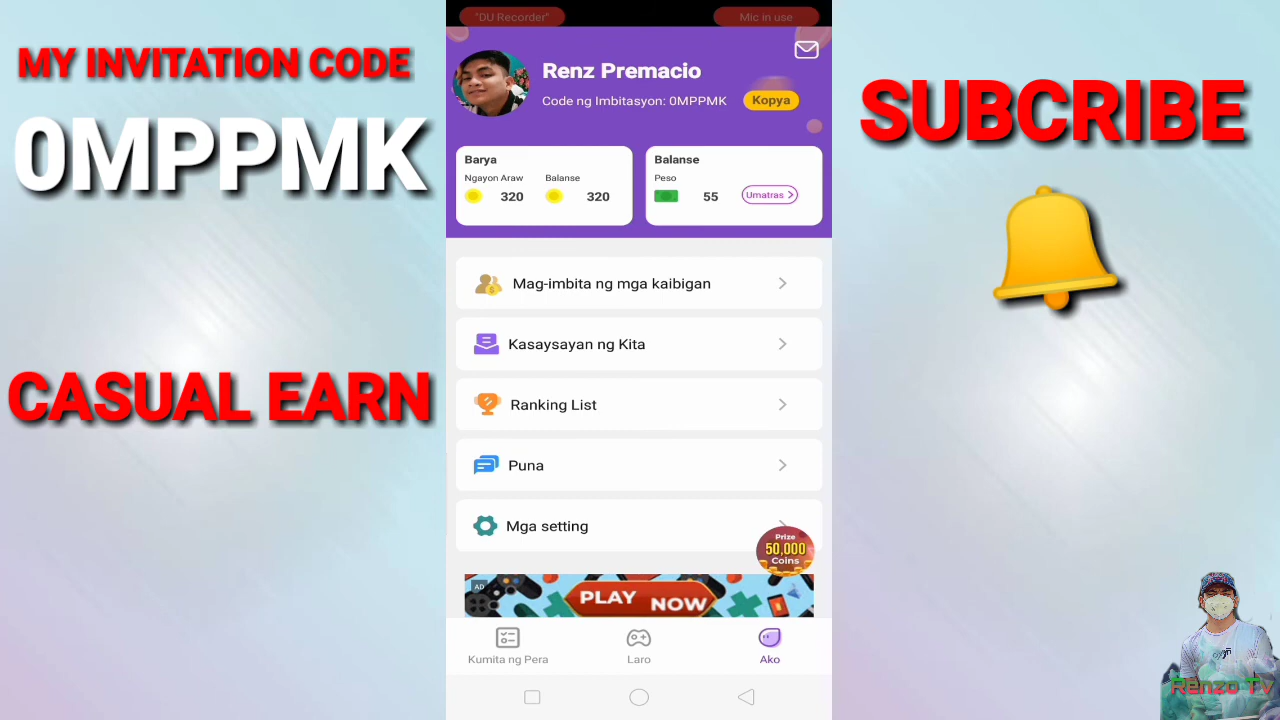 MY INVITATION CODE
0MPPMK
CASUAL EARN
"DU Recorder"
Mic in use
Renz Premacio
Code ng Imbitasyon: 0MPPMK
Kopya
Barya
Ngayon Araw
Balanse
320
320
Balanse
Peso
55
Umatras >
Mag-imbita ng mga kaibigan
Kasaysayan ng Kita
Ranking List
Puna
Mga setting
Prize
50,000
Coins
AD
PLAY NOW
Kumita ng Pera
Laro
Ako
SUBCRIBE
Renzo Tv